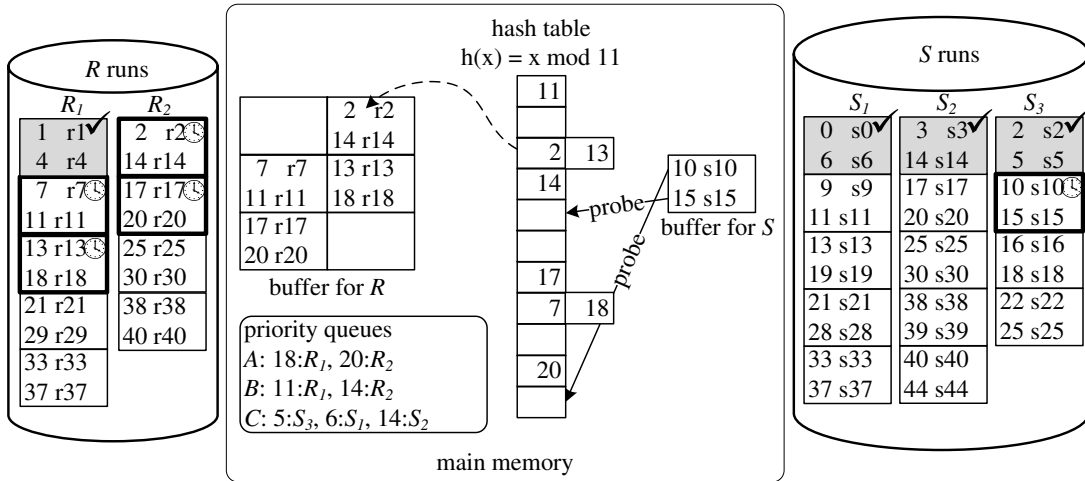 R runs
R1 R2
1 r1
4 r4
7 r7
11 r11
13 r13
18 r18
21 r21
29 r29
33 r33
37 r37
2 r2
14 r14
17 r17
20 r20
25 r25
30 r30
38 r38
40 r40
hash table
h(x) = x mod 11
2 r2
14 r14
7 r7 13 r13
11 r11 18 r18
17 r17
20 r20
buffer for R
priority queues
A: 18:R1, 20:R2
B: 11:R1, 14:R2
C: 5:S3, 6:S1, 14:S2
11
2 13
14
17
7 18
20
10 s10
15 s15
buffer for S
probe
probe
main memory
S runs
S1 S2 S3
0 s0
6 s6
9 s9
11 s11
13 s13
19 s19
21 s21
28 s28
33 s33
37 s37
3 s3
14 s14
17 s17
20 s20
25 s25
30 s30
38 s38
39 s39
40 s40
44 s44
2 s2
5 s5
10 s10
15 s15
16 s16
18 s18
22 s22
25 s25